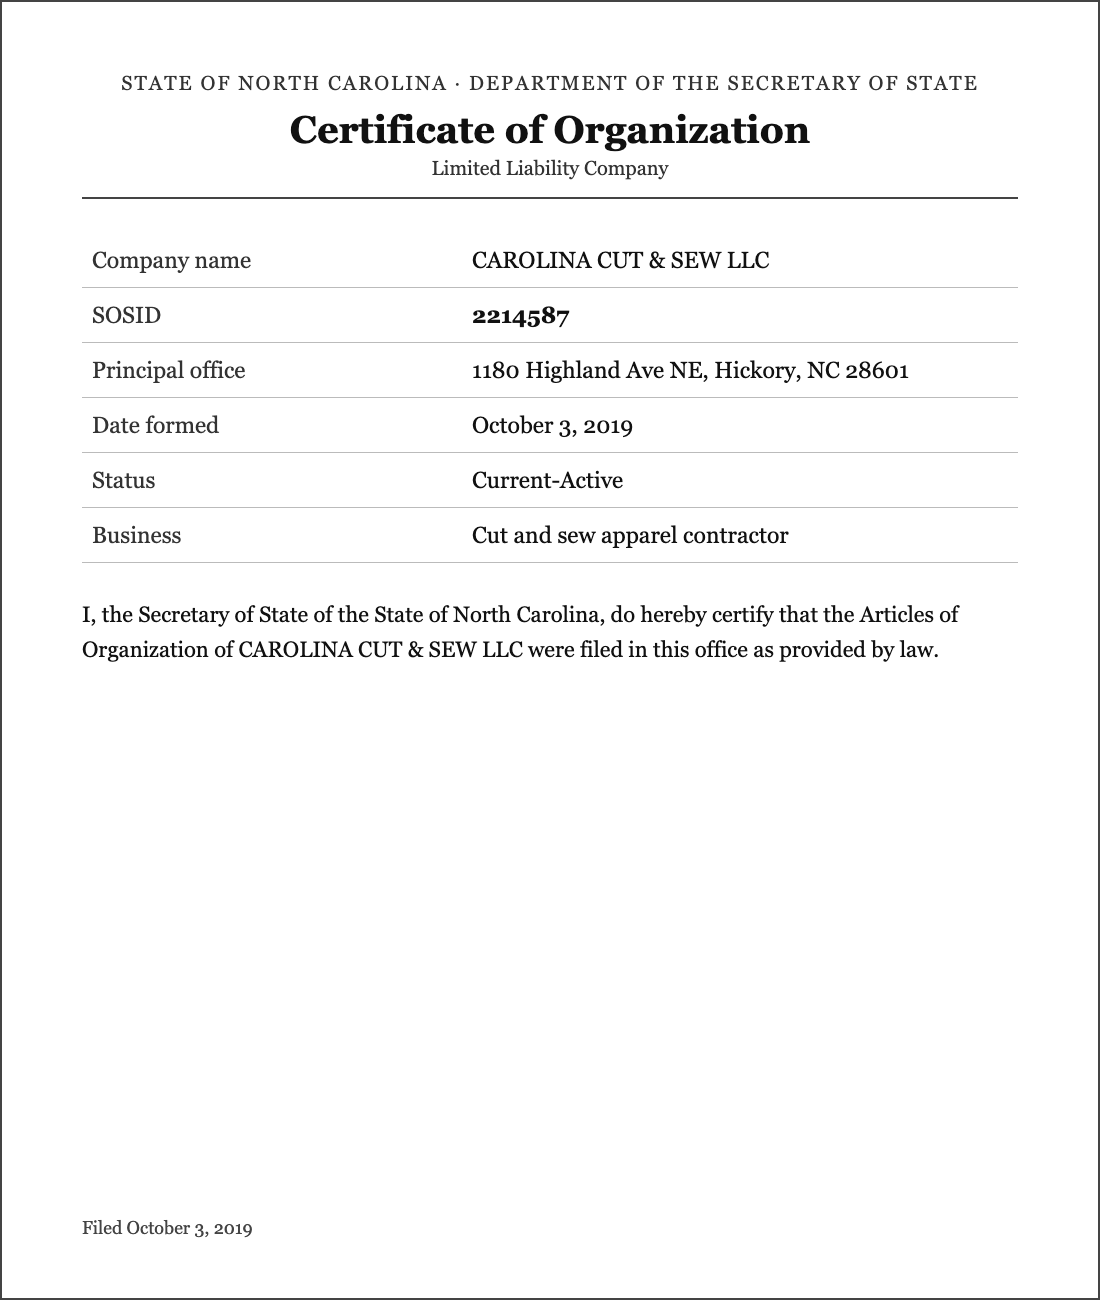 STATE OF NORTH CAROLINA · DEPARTMENT OF THE SECRETARY OF STATE
Certificate of Organization
Limited Liability Company
Company name CAROLINA CUT & SEW LLC
SOSID 2214587
Principal office 1180 Highland Ave NE, Hickory, NC 28601
Date formed October 3, 2019
Status Current-Active
Business Cut and sew apparel contractor
I, the Secretary of State of the State of North Carolina, do hereby certify that the Articles of
Organization of CAROLINA CUT & SEW LLC were filed in this office as provided by law.
Filed October 3, 2019